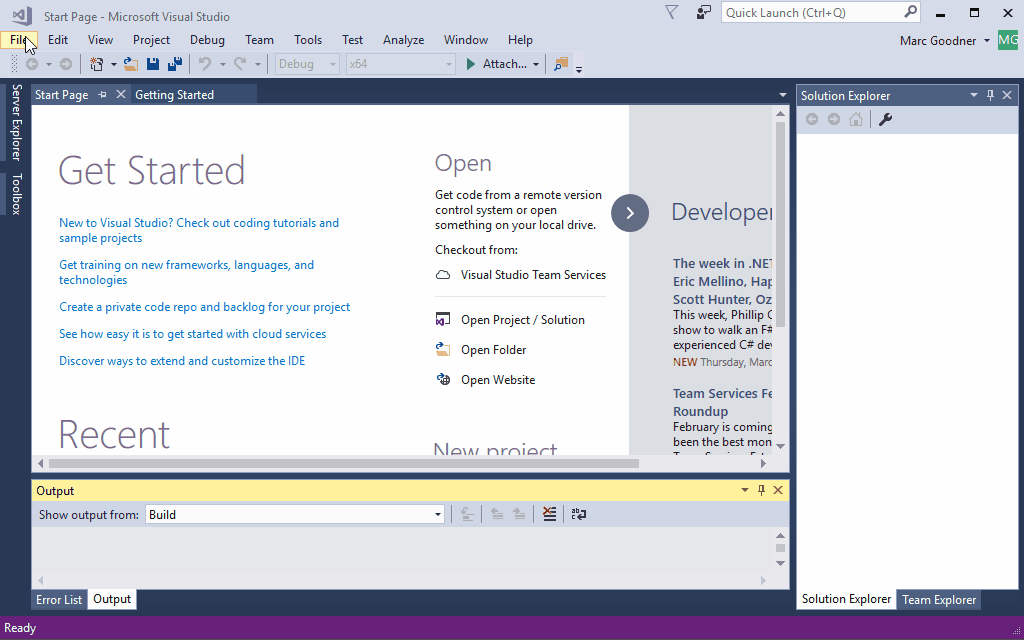 Start Page - Microsoft Visual Studio
Quick Launch (Ctrl+Q)
File Edit View Project Debug Team Tools Test Analyze Window Help
Marc Goodner MG
Debug x64 Attach...
Server Explorer
Toolbox
Start Page Getting Started
Get Started
New to Visual Studio? Check out coding tutorials and
sample projects
Get training on new frameworks, languages, and
technologies
Create a private code repo and backlog for your project
See how easy it is to get started with cloud services
Discover ways to extend and customize the IDE
Recent
Open
Get code from a remote version
control system or open
something on your local drive.
Checkout from:
Visual Studio Team Services
Open Project / Solution
Open Folder
Open Website
New project
Developer
The week in .NET
Eric Mellino, Hap
Scott Hunter, Oz
This week, Phillip C
show to walk an F#
experienced C# dev
NEW Thursday, Marc
Team Services Fe
Roundup
February is coming
been the best mon
Solution Explorer
Output
Show output from: Build
Error List Output
Solution Explorer Team Explorer
Ready